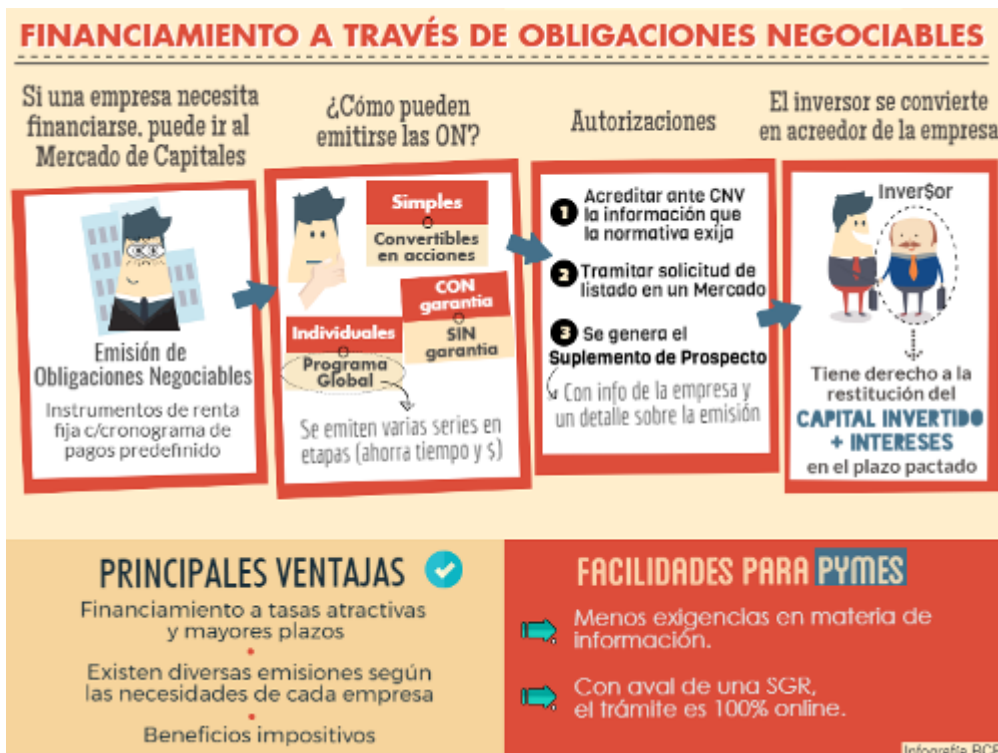 FINANCIAMIENTO A TRAVÉS DE OBLIGACIONES NEGOCIABLES
Si una empresa necesita
financiarse, puede ir al
Mercado de Capitales
Emisión de
Obligaciones Negociables
Instrumentos de renta
fija c/cronograma de
pagos predefinido
¿Cómo pueden
emitirse las ON?
Simples
Convertibles
en acciones
CON
garantia
SIN
garantia
Individuales
Programa
Global
Se emiten varias series en
etapas (ahorra tiempo y $)
Autorizaciones
1 Acreditar ante CNV
la información que
la normativa exija
2 Tramitar solicitud de
listado en un Mercado
3 Se genera el
Suplemento de Prospecto
Con info de la empresa y
un detalle sobre la emisión
El inversor se convierte
en acreedor de la empresa
Inver$or
Tiene derecho a la
restitución del
CAPITAL INVERTIDO
+ INTERESES
en el plazo pactado
PRINCIPALES VENTAJAS
Financiamiento a tasas atractivas
y mayores plazos
Existen diversas emisiones según
las necesidades de cada empresa
Beneficios impositivos
FACILIDADES PARA PYMES
Menos exigencias en materia de
información.
Con aval de una SGR,
el trámite es 100% online.
Infografía